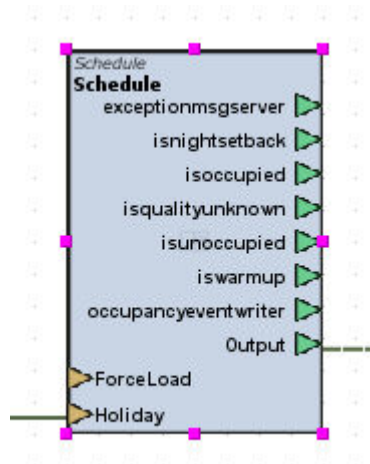 Schedule
Schedule
exceptionmsgserver
isnightsetback
isoccupied
isqualityunknown
isunoccupied
iswarmup
occupancyeventwriter
Output
ForceLoad
Holiday